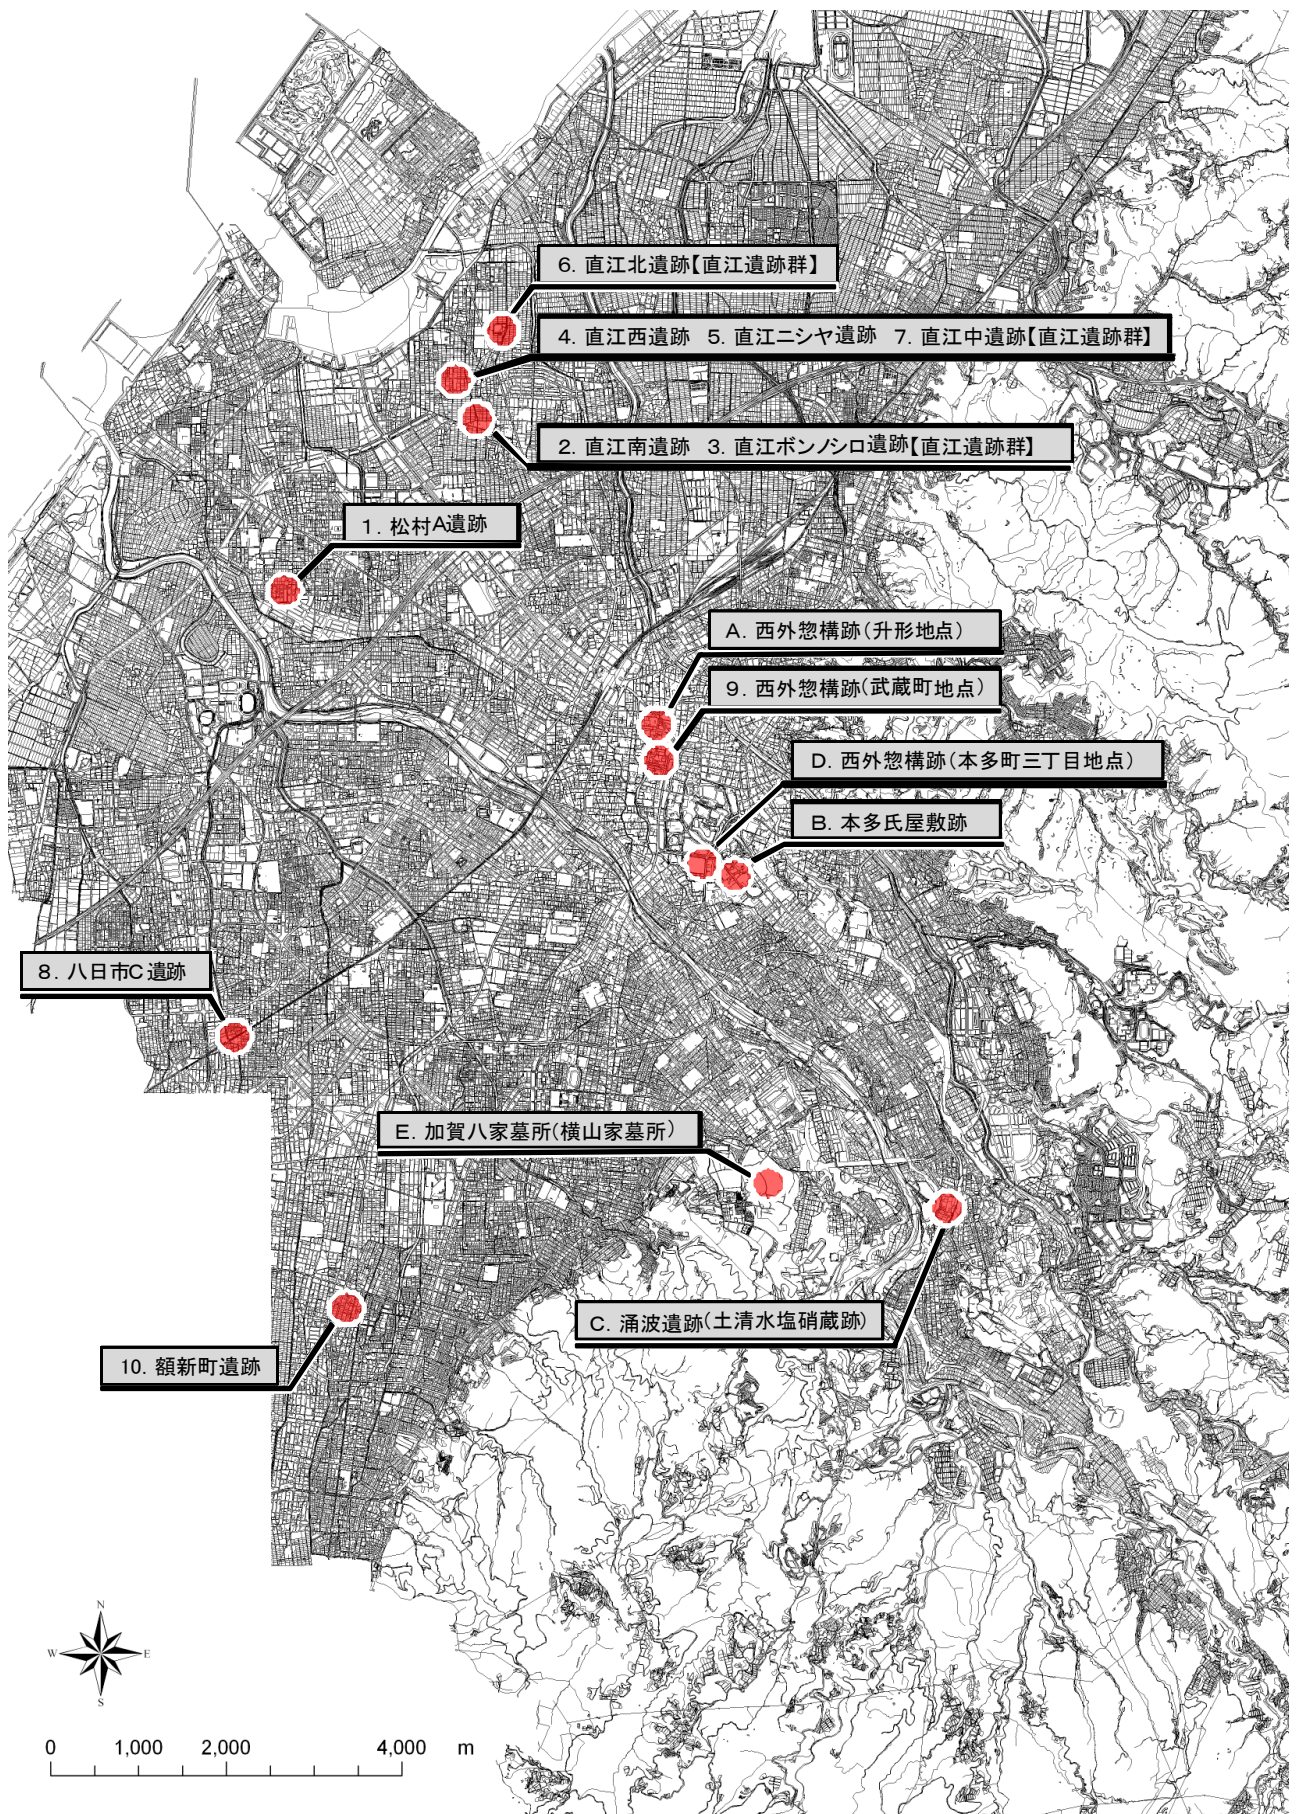 6. 直江北遺跡【直江遺跡群】
4. 直江西遺跡 5. 直江ニシヤ遺跡 7. 直江中遺跡【直江遺跡群】
2. 直江南遺跡 3. 直江ボンノシロ遺跡【直江遺跡群】
1. 松村A遺跡
A. 西外惣構跡(升形地点)
9. 西外惣構跡(武蔵町地点)
D. 西外惣構跡(本多町三丁目地点)
B. 本多氏屋敷跡
8. 八日市C遺跡
E. 加賀八家墓所(横山家墓所)
C. 涌波遺跡(土清水塩硝蔵跡)
10. 額新町遺跡
N
W E
S
0 1,000 2,000 4,000 m